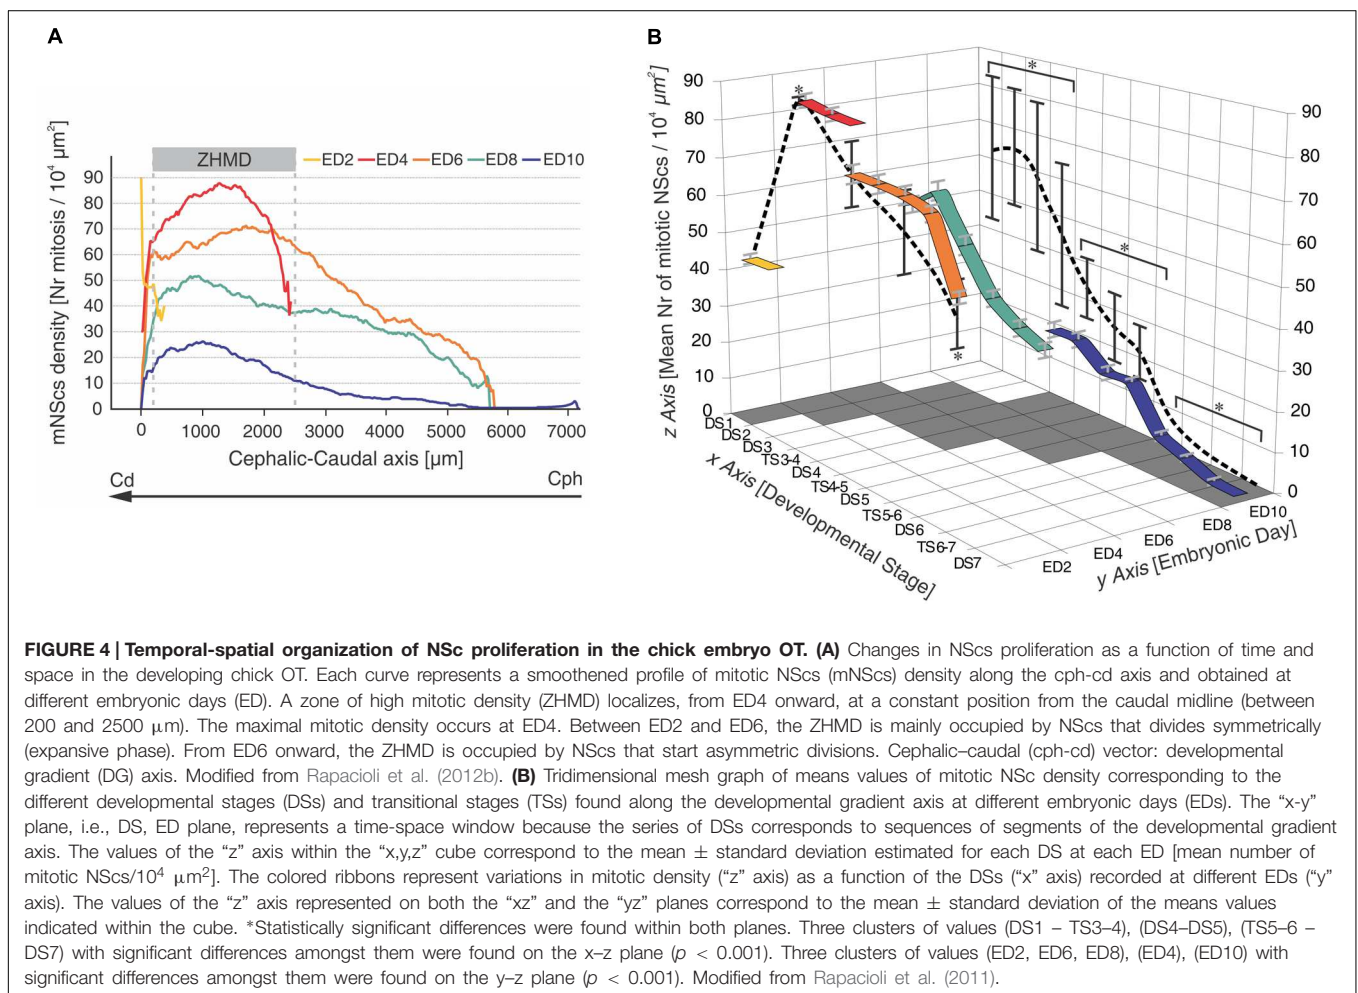 A
B
mNScs density [Nr mitosis / 10⁴ µm²]
ZHMD
ED2 ED4 ED6 ED8 ED10
90
80
70
60
50
40
30
20
10
0
0 1000 2000 3000 4000 5000 6000 7000
Cephalic-Caudal axis [µm]
Cd Cph
z Axis [Mean Nr of mitotic NScs / 10⁴ µm²]
90
80
70
60
50
40
30
20
10
0
*
*
*
*
*
90
80
70
60
50
40
30
20
10
0
DS1
DS2
DS3
TS3-4
DS4
TS4-5
DS5
TS5-6
DS6
TS6-7
DS7
x Axis [Developmental Stage]
ED2
ED4
ED6
ED8
ED10
y Axis [Embryonic Day]
FIGURE 4 | Temporal-spatial organization of NSc proliferation in the chick embryo OT. (A) Changes in NScs proliferation as a function of time and
space in the developing chick OT. Each curve represents a smoothened profile of mitotic NScs (mNScs) density along the cph-cd axis and obtained at
different embryonic days (ED). A zone of high mitotic density (ZHMD) localizes, from ED4 onward, at a constant position from the caudal midline (between
200 and 2500 µm). The maximal mitotic density occurs at ED4. Between ED2 and ED6, the ZHMD is mainly occupied by NScs that divides symmetrically
(expansive phase). From ED6 onward, the ZHMD is occupied by NScs that start asymmetric divisions. Cephalic–caudal (cph-cd) vector: developmental
gradient (DG) axis. Modified from Rapacioli et al. (2012b). (B) Tridimensional mesh graph of means values of mitotic NSc density corresponding to the
different developmental stages (DSs) and transitional stages (TSs) found along the developmental gradient axis at different embryonic days (EDs). The “x-y”
plane, i.e., DS, ED plane, represents a time-space window because the series of DSs corresponds to sequences of segments of the developmental gradient
axis. The values of the “z” axis within the “x,y,z” cube correspond to the mean ± standard deviation estimated for each DS at each ED [mean number of
mitotic NScs/10⁴ µm²]. The colored ribbons represent variations in mitotic density (“z” axis) as a function of the DSs (“x” axis) recorded at different EDs (“y”
axis). The values of the “z” axis represented on both the “xz” and the “yz” planes correspond to the mean ± standard deviation of the means values
indicated within the cube. *Statistically significant differences were found within both planes. Three clusters of values (DS1 – TS3–4), (DS4–DS5), (TS5–6 –
DS7) with significant differences amongst them were found on the x–z plane (p < 0.001). Three clusters of values (ED2, ED6, ED8), (ED4), (ED10) with
significant differences amongst them were found on the y–z plane (p < 0.001). Modified from Rapacioli et al. (2011).